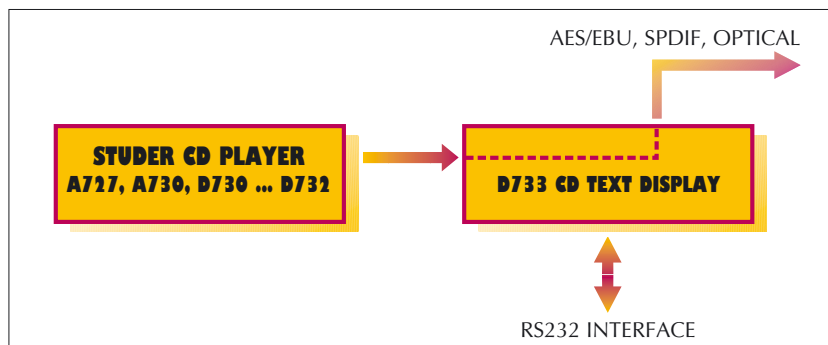 AES/EBU, SPDIF, OPTICAL
STUDER CD PLAYER
A727, A730, D730 ... D732
D733 CD TEXT DISPLAY
RS232 INTERFACE